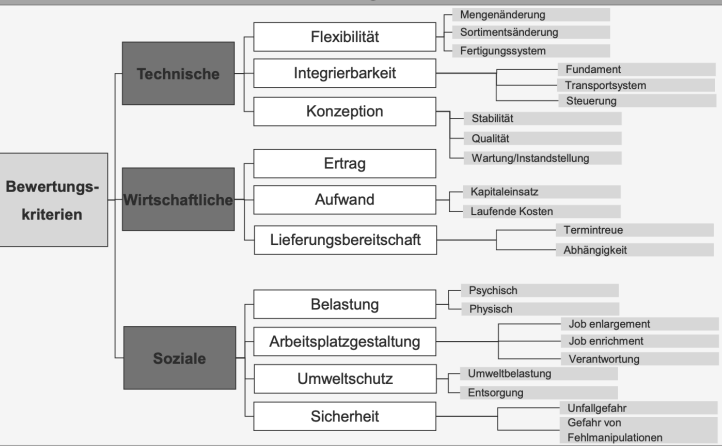 Bewertungs-
kriterien
Technische
Flexibilität
Mengenänderung
Sortimentsänderung
Fertigungssystem
Integrierbarkeit
Fundament
Transportsystem
Steuerung
Konzeption
Stabilität
Qualität
Wartung/Instandstellung
Wirtschaftliche
Ertrag
Aufwand
Kapitaleinsatz
Laufende Kosten
Lieferungsbereitschaft
Termintreue
Abhängigkeit
Soziale
Belastung
Psychisch
Physisch
Arbeitsplatzgestaltung
Job enlargement
Job enrichment
Verantwortung
Umweltschutz
Umweltbelastung
Entsorgung
Sicherheit
Unfallgefahr
Gefahr von
Fehlmanipulationen